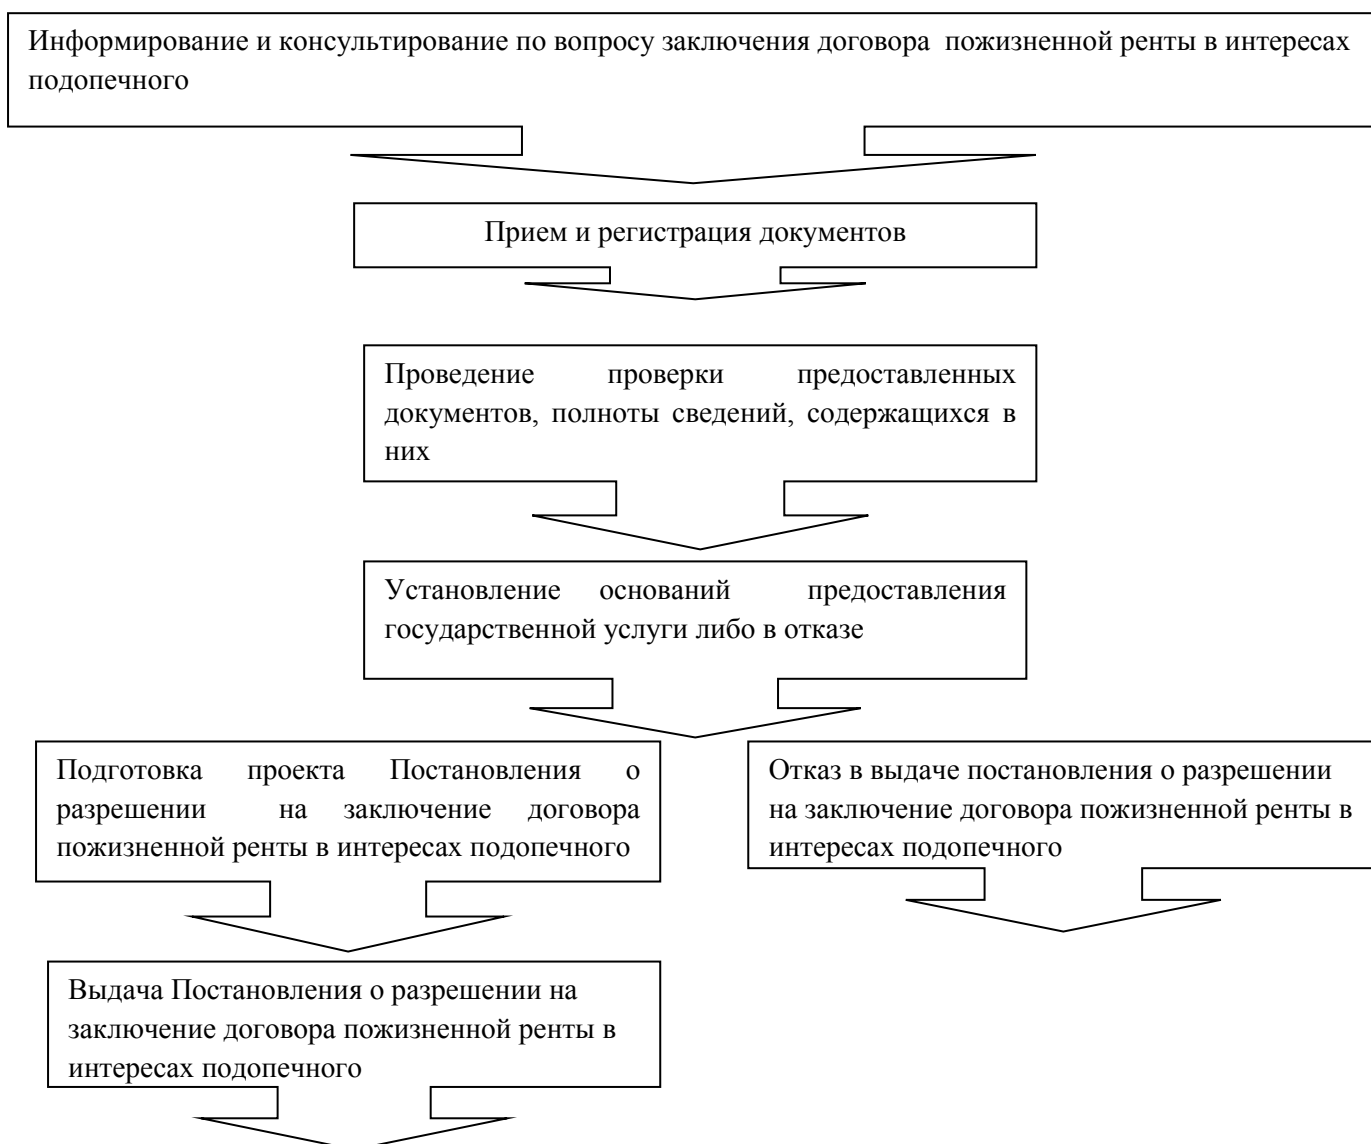 Информирование и консультирование по вопросу заключения договора пожизненной ренты в интересах
подопечного
Прием и регистрация документов
Проведение проверки предоставленных
документов, полноты сведений, содержащихся в
них
Установление оснований предоставления
государственной услуги либо в отказе
Подготовка проекта Постановления о
разрешении на заключение договора
пожизненной ренты в интересах подопечного
Отказ в выдаче постановления о разрешении
на заключение договора пожизненной ренты в
интересах подопечного
Выдача Постановления о разрешении на
заключение договора пожизненной ренты в
интересах подопечного